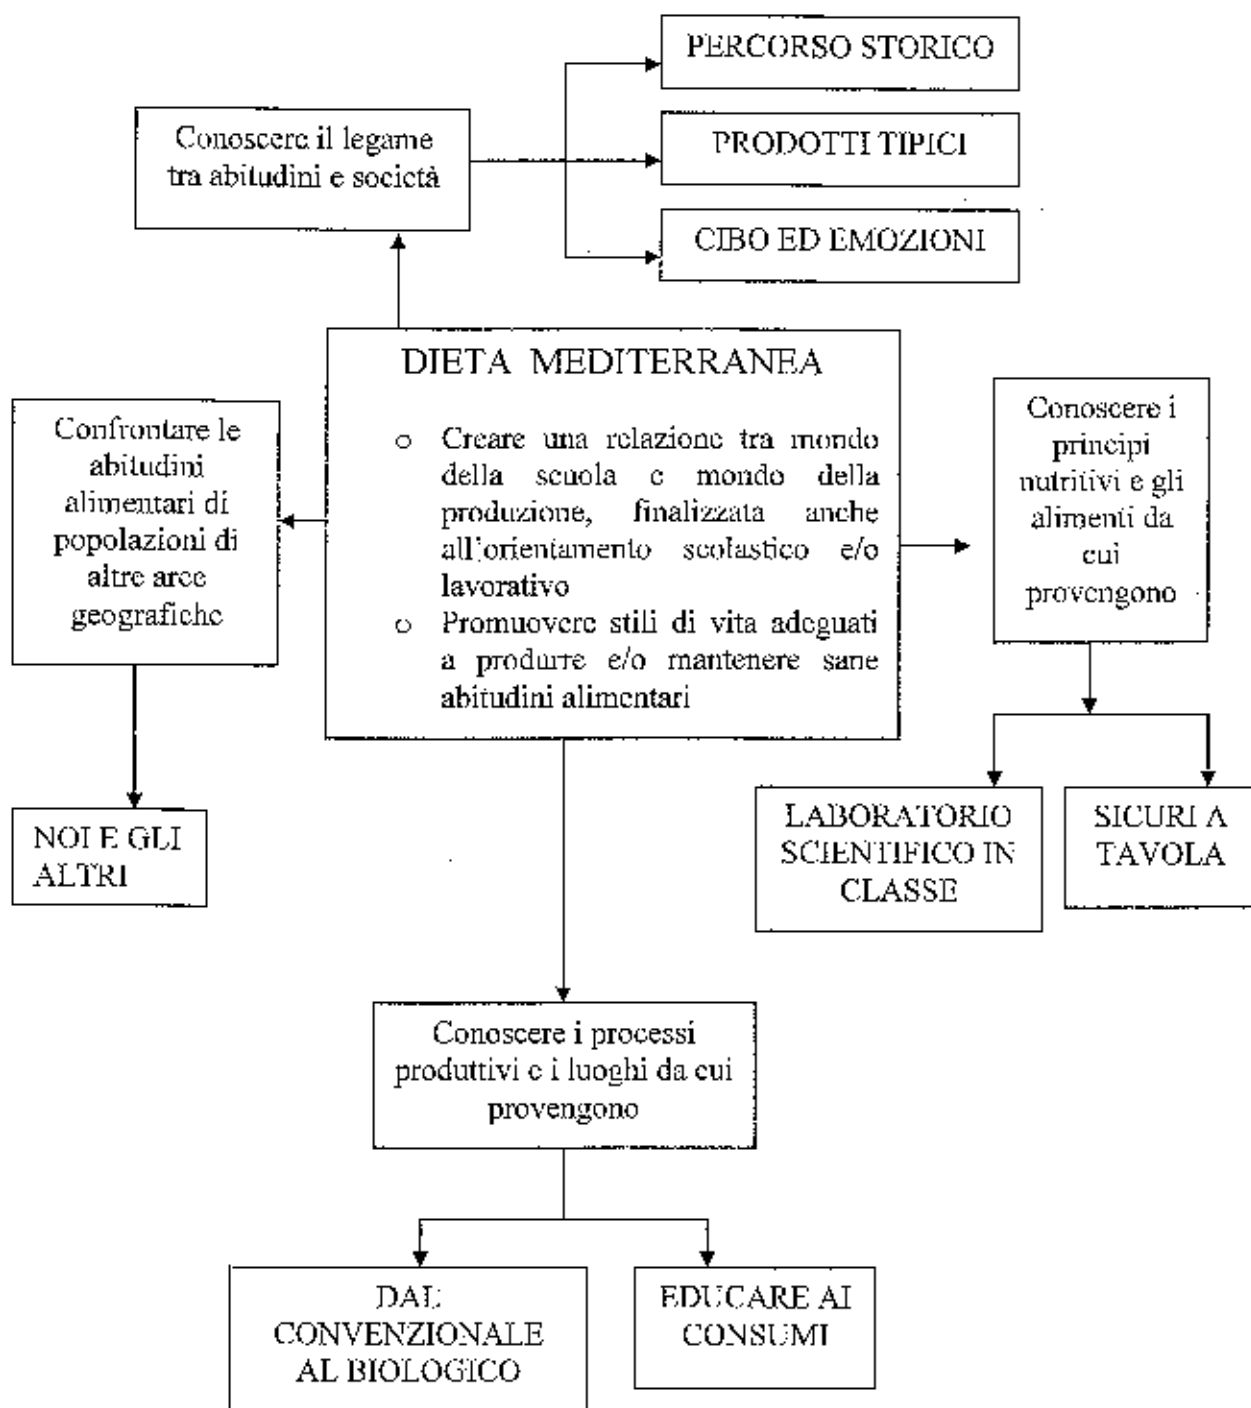 PERCORSO STORICO
Conoscere il legame
tra abitudini e società
PRODOTTI TIPICI
CIBO ED EMOZIONI
DIETA MEDITERRANEA
o Creare una relazione tra mondo
della scuola e mondo della
produzione, finalizzata anche
all'orientamento scolastico e/o
lavorativo
o Promuovere stili di vita adeguati
a produrre e/o mantenere sane
abitudini alimentari
Confrontare le
abitudini
alimentari di
popolazioni di
altre aree
geografiche
Conoscere i
principi
nutritivi e gli
alimenti da
cui
provengono
NOI E GLI
ALTRI
LABORATORIO
SCIENTIFICO IN
CLASSE
SICURI A
TAVOLA
Conoscere i processi
produttivi e i luoghi da cui
provengono
DAL
CONVENZIONALE
AL BIOLOGICO
EDUCARE AI
CONSUMI